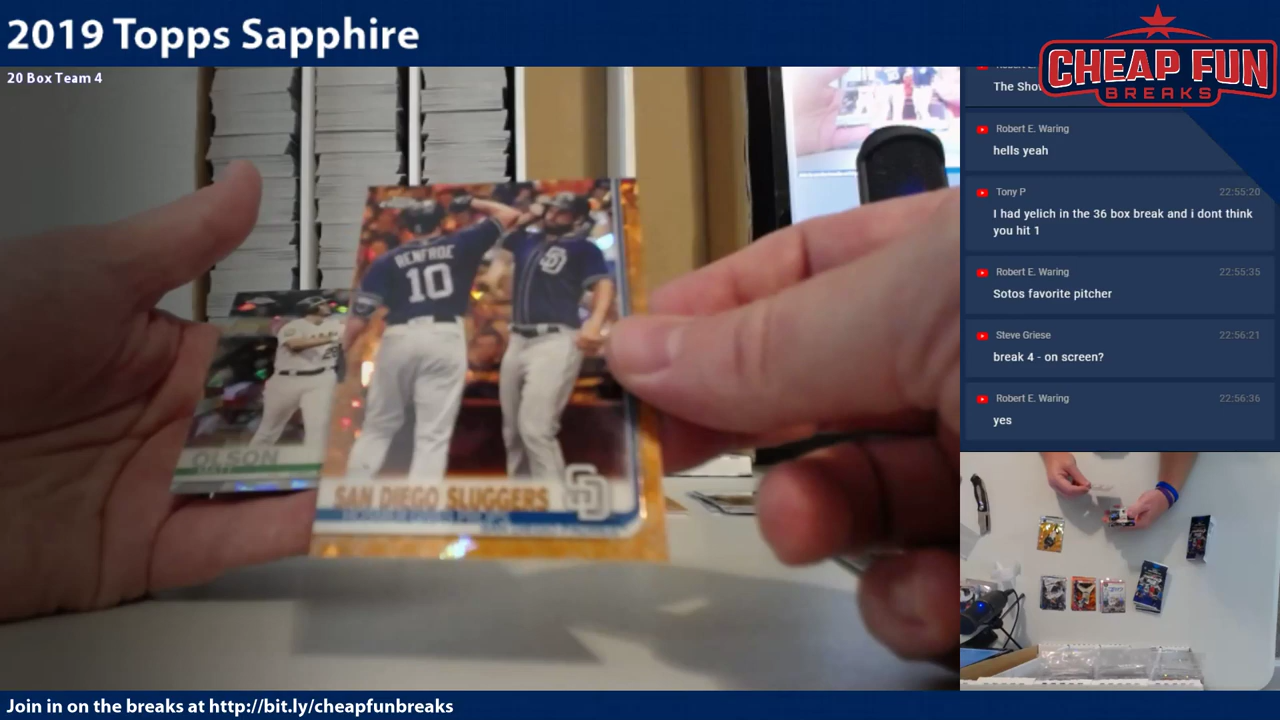 2019 Topps Sapphire
20 Box Team 4
CHEAP FUN
BREAKS
The Sho
Robert E. Waring
hells yeah
Tony P
22:55:20
I had yelich in the 36 box break and i dont think
you hit 1
Robert E. Waring
22:55:35
Sotos favorite pitcher
Steve Griese
22:56:21
break 4 - on screen?
Robert E. Waring
22:56:36
yes
RENFROE
10
SAN DIEGO SLUGGERS
OLSON
Join in on the breaks at http://bit.ly/cheapfunbreaks